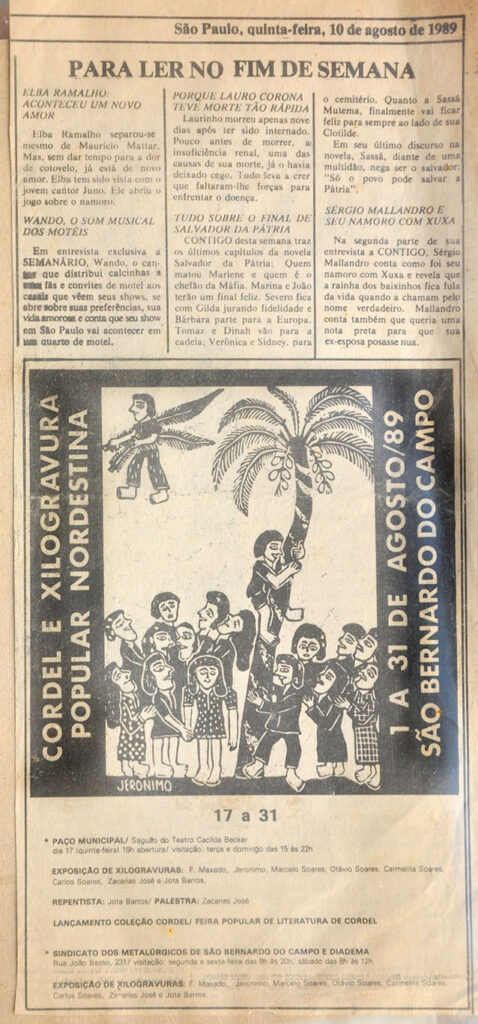 São Paulo, quinta-feira, 10 de agosto de 1989
PARA LER NO FIM DE SEMANA
ELBA RAMALHO:
ACONTECEU UM NOVO
AMOR
Elba Ramalho separou-se
mesmo de Maurício Mattar.
Mas, sem dar tempo para a dor
de cotovelo, já está de novo
amor. Elba tem sido vista com o
jovem cantor Juno. Ele abriu o
jogo sobre o namoro.
WANDO, O SOM MUSICAL
DOS MOTÉIS
Em entrevista exclusiva a
SEMANÁRIO, Wando, o can-
tor que distribui calcinhas a
suas fãs e convites de motel aos
casais que vêem seus shows, se
abre sobre suas preferências, sua
vida amorosa e conta que seu show
em São Paulo vai acontecer em
um quarto de motel.
PORQUE LAURO CORONA
TEVE MORTE TÃO RÁPIDA
Laurinho morreu apenas nove
dias após ter sido internado.
Pouco antes de morrer, a
insuficiência renal, uma das
causas de sua morte, já o havia
deixado cego. Tudo leva a crer
que faltaram-lhe forças para
enfrentar o doença.
TUDO SOBRE O FINAL DE
SALVADOR DA PÁTRIA
CONTIGO desta semana traz
os últimos capítulos da novela
Salvador da Pátria: Quem
matou Marlene e quem é o
chefão da Máfia. Marina e João
terão um final feliz. Severo fica
com Gilda jurando fidelidade e
Bárbara parte para a Europa.
Tomaz e Dinah vão para a
cadeia; Verônica e Sidney, para
o cemitério. Quanto a Sassá
Mutema, finalmente vai ficar
feliz para sempre ao lado de sua
Clotilde.
Em seu último discurso na
novela, Sassá, diante de uma
multidão, nega ser o salvador:
"Só o povo pode salvar a
Pátria".
SÉRGIO MALLANDRO E
SEU NAMORO COM XUXA
Na segunda parte de sua
entrevista a CONTIGO, Sérgio
Mallandro conta como foi seu
namoro com Xuxa e revela que
a rainha dos baixinhos fica fula
da vida quando a chamam pelo
nome verdadeiro. Mallandro
conta também que queria uma
nota preta para que sua
ex-esposa posasse nua.
CORDEL E XILOGRAVURA
POPULAR NORDESTINA
1 A 31 DE AGOSTO/89
SÃO BERNARDO DO CAMPO
JERONIMO
17 a 31
* PAÇO MUNICIPAL/ Saguão do Teatro Cacilda Becker
dia 17 (quinta-feira) 19h abertura/ visitação: terça e domingo das 15 às 22h
EXPOSIÇÃO DE XILOGRAVURAS: F. Maxado, Jeronimo, Marcelo Soares, Otávio Soares, Carmelita Soares,
Carlos Soares, Zacarias José e Jota Barros.
REPENTISTA: Jota Barros/ PALESTRA: Zacarias José
LANÇAMENTO COLEÇÃO CORDEL/ FEIRA POPULAR DE LITERATURA DE CORDEL
* SINDICATO DOS METALÚRGICOS DE SÃO BERNARDO DO CAMPO E DIADEMA
Rua João Basso, 231/ visitação: segunda a sexta-feira das 9h às 20h, sábado das 8h às 12h
EXPOSIÇÃO DE XILOGRAVURAS: F. Maxado, Jeronimo, Marcelo Soares, Otávio Soares, Carmelita Soares,
Carlos Soares, Zacarias José e Jota Barros.